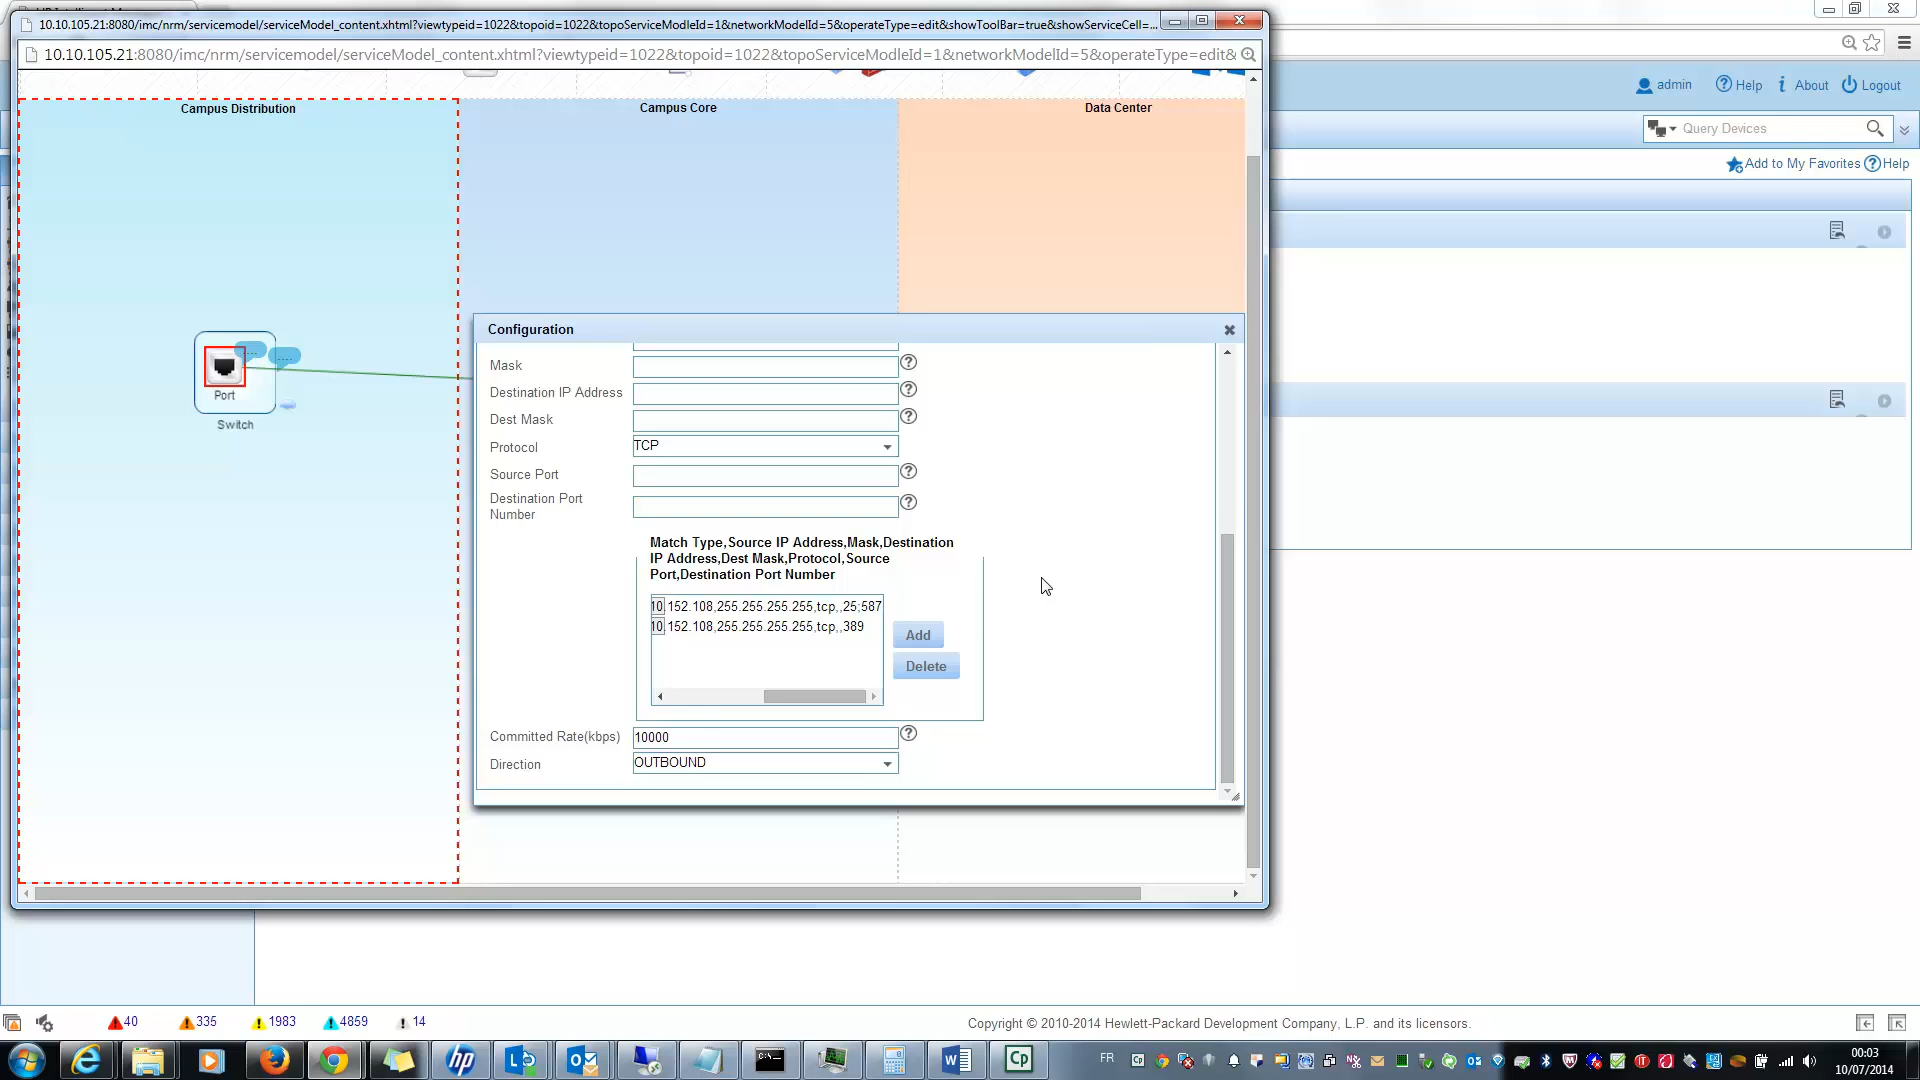 10.10.105.21:8080/imc/nrm/servicemodel/serviceModel_content.xhtml?viewtypeid=1022&topoid=1022&topoServiceModleId=1&networkModelId=5&operateType=edit&showToolBar=true&showServiceCell=...
10.10.105.21:8080/imc/nrm/servicemodel/serviceModel_content.xhtml?viewtypeid=1022&topoid=1022&topoServiceModleId=1&networkModelId=5&operateType=edit&
admin
Help
About
Logout
Query Devices
Add to My Favorites
Help
Campus Distribution
Campus Core
Data Center
Port
Switch
Configuration
Mask
Destination IP Address
Dest Mask
Protocol
TCP
Source Port
Destination Port
Number
Match Type,Source IP Address,Mask,Destination
IP Address,Dest Mask,Protocol,Source
Port,Destination Port Number
10.152.108,255.255.255.255,tcp,,25;587
10.152.108,255.255.255.255,tcp,,389
Add
Delete
Committed Rate(kbps)
10000
Direction
OUTBOUND
40
335
1983
4859
14
Copyright © 2010-2014 Hewlett-Packard Development Company, L.P. and its licensors.
FR
00:03
10/07/2014